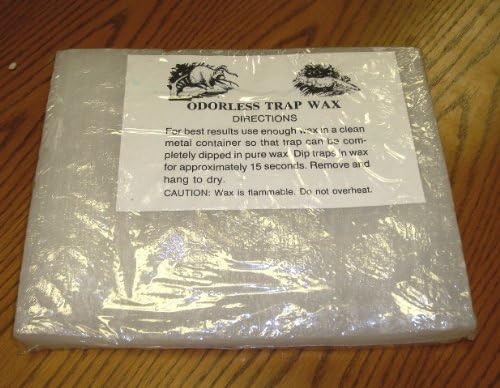 ODORLESS TRAP WAX
DIRECTIONS
For best results use enough wax in a clean
metal container so that trap can be com-
pletely dipped in pure wax. Dip traps in wax
for approximately 15 seconds. Remove and
hang to dry.
CAUTION: Wax is flammable. Do not overheat.